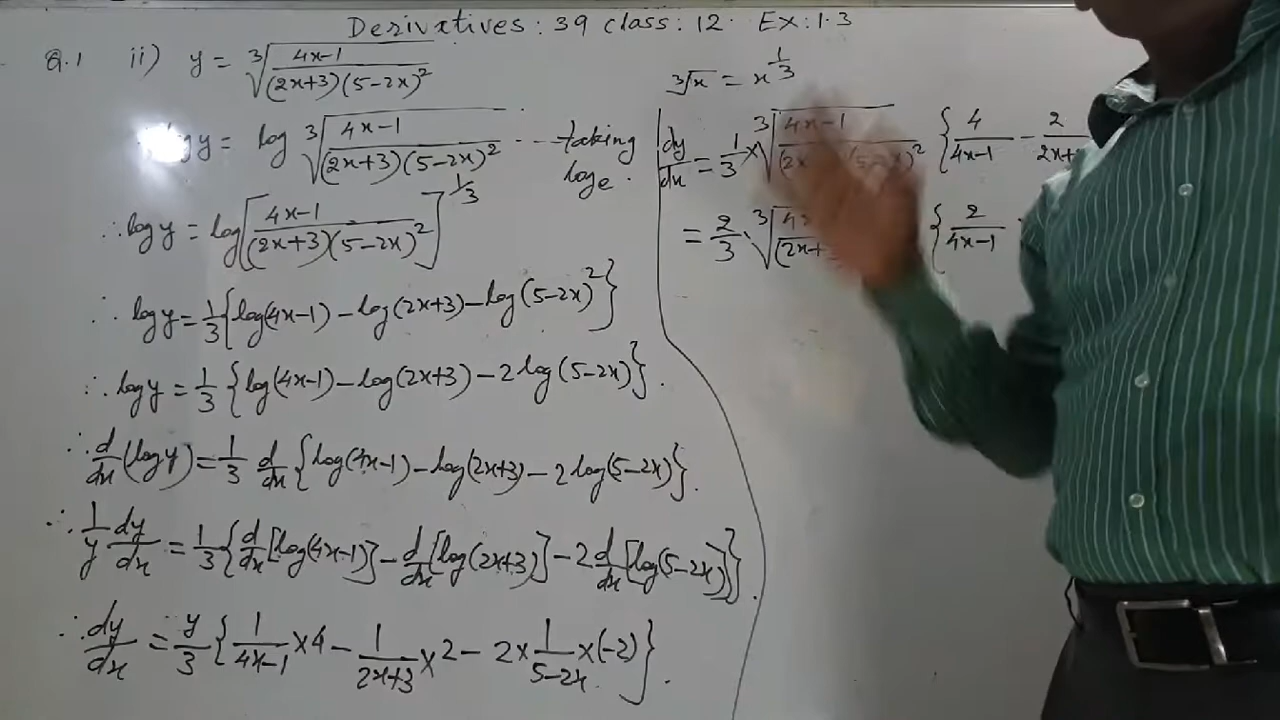 Derivatives : 39 class : 12. EX : 1.3
Q.1 ii) y = ∛((4x-1)/((2x+3)(5-2x)²))
log y = log ∛((4x-1)/((2x+3)(5-2x)²)) --- taking logₑ.
∴ log y = log[(4x-1)/((2x+3)(5-2x)²)]^(1/3)
∴ log y = 1/3 {log(4x-1) - log(2x+3) - log(5-2x)²}
∴ log y = 1/3 {log(4x-1) - log(2x+3) - 2 log(5-2x)}.
∴ d/dx (log y) = 1/3 d/dx {log(4x-1) - log(2x+3) - 2 log(5-2x)}.
∴ 1/y dy/dx = 1/3 {d/dx [log(4x-1)] - d/dx [log(2x+3)] - 2 d/dx [log(5-2x)]}.
∴ dy/dx = y/3 {1/(4x-1) × 4 - 1/(2x+3) × 2 - 2 × 1/(5-2x) × (-2)}.
∛x = x^(1/3)
dy/dx = 1/3 × ∛((4x-1)/((2x (5-2x)²)) {4/(4x-1) - 2/(2x+
= 2/3 · ∛(4x (2x+ {2/(4x-1)